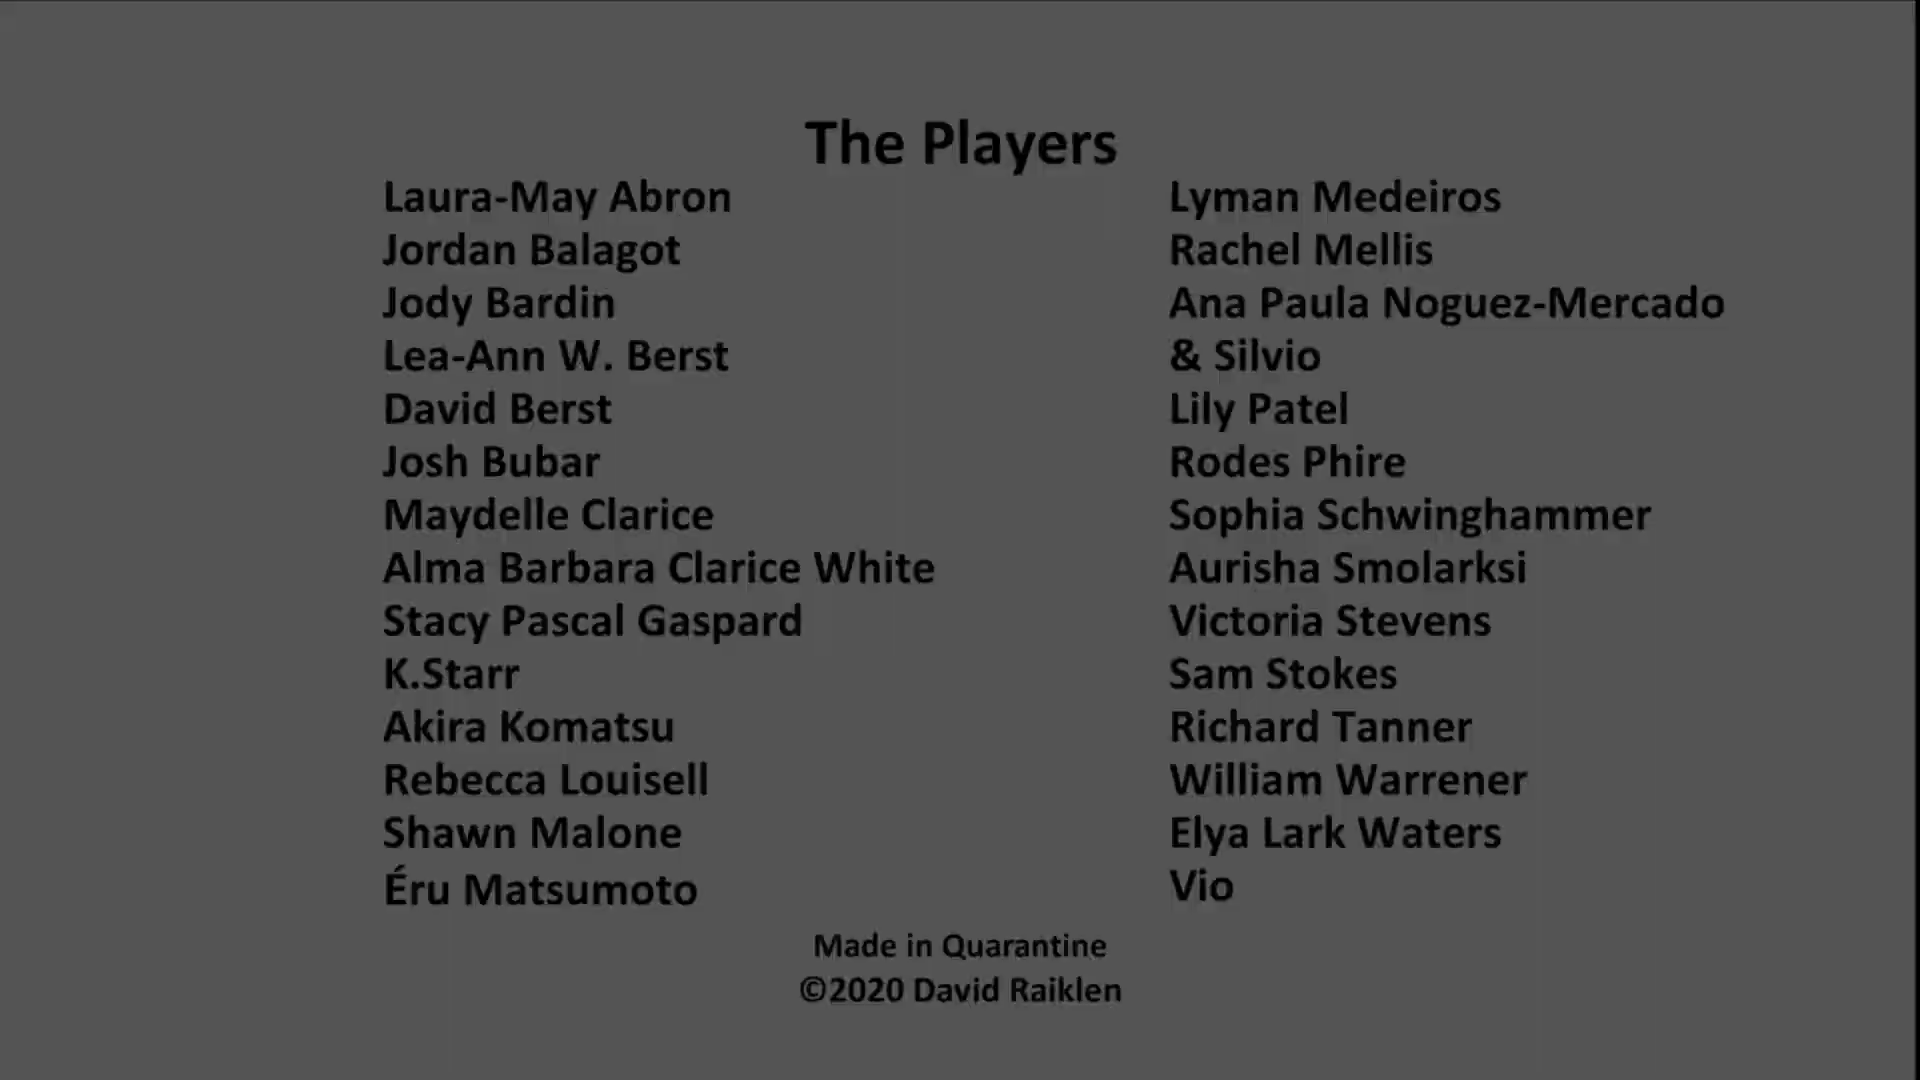 The Players
Laura-May Abron
Jordan Balagot
Jody Bardin
Lea-Ann W. Berst
David Berst
Josh Bubar
Maydelle Clarice
Alma Barbara Clarice White
Stacy Pascal Gaspard
K.Starr
Akira Komatsu
Rebecca Louisell
Shawn Malone
Éru Matsumoto
Lyman Medeiros
Rachel Mellis
Ana Paula Noguez-Mercado
& Silvio
Lily Patel
Rodes Phire
Sophia Schwinghammer
Aurisha Smolarksi
Victoria Stevens
Sam Stokes
Richard Tanner
William Warrener
Elya Lark Waters
Vio
Made in Quarantine
©2020 David Raiklen